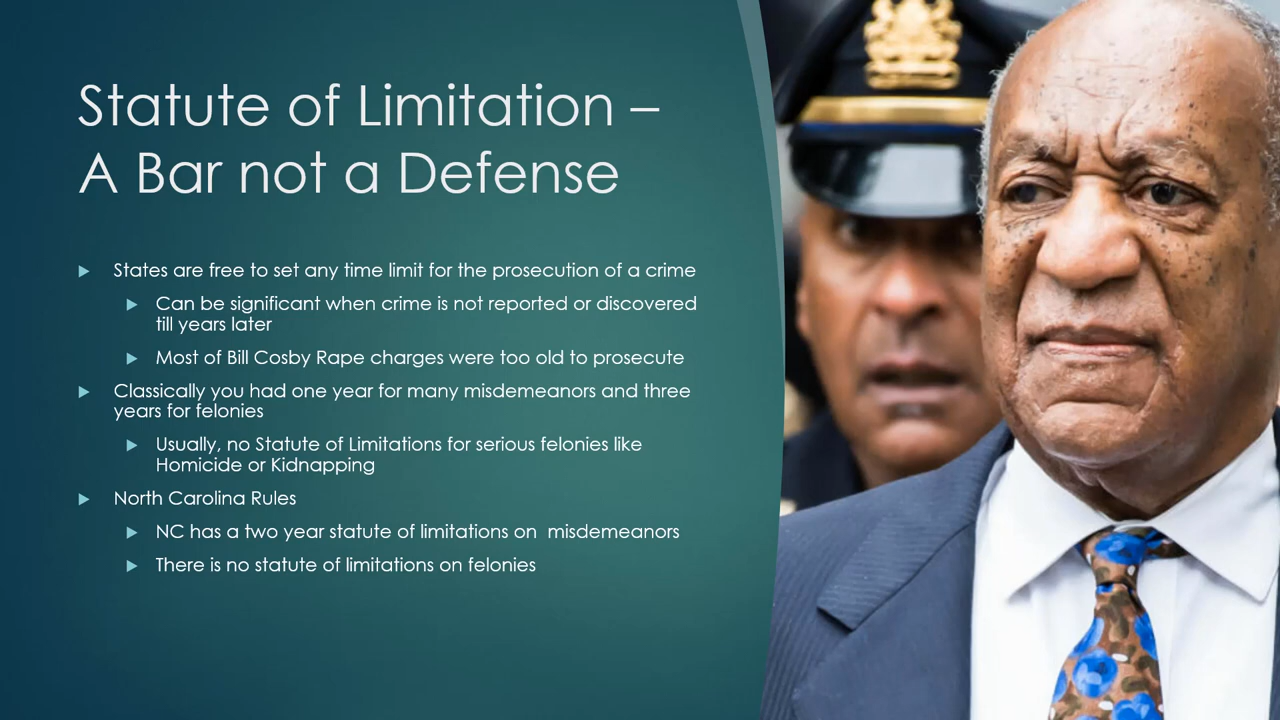 Statute of Limitation –
A Bar not a Defense
States are free to set any time limit for the prosecution of a crime
Can be significant when crime is not reported or discovered
till years later
Most of Bill Cosby Rape charges were too old to prosecute
Classically you had one year for many misdemeanors and three
years for felonies
Usually, no Statute of Limitations for serious felonies like
Homicide or Kidnapping
North Carolina Rules
NC has a two year statute of limitations on  misdemeanors
There is no statute of limitations on felonies